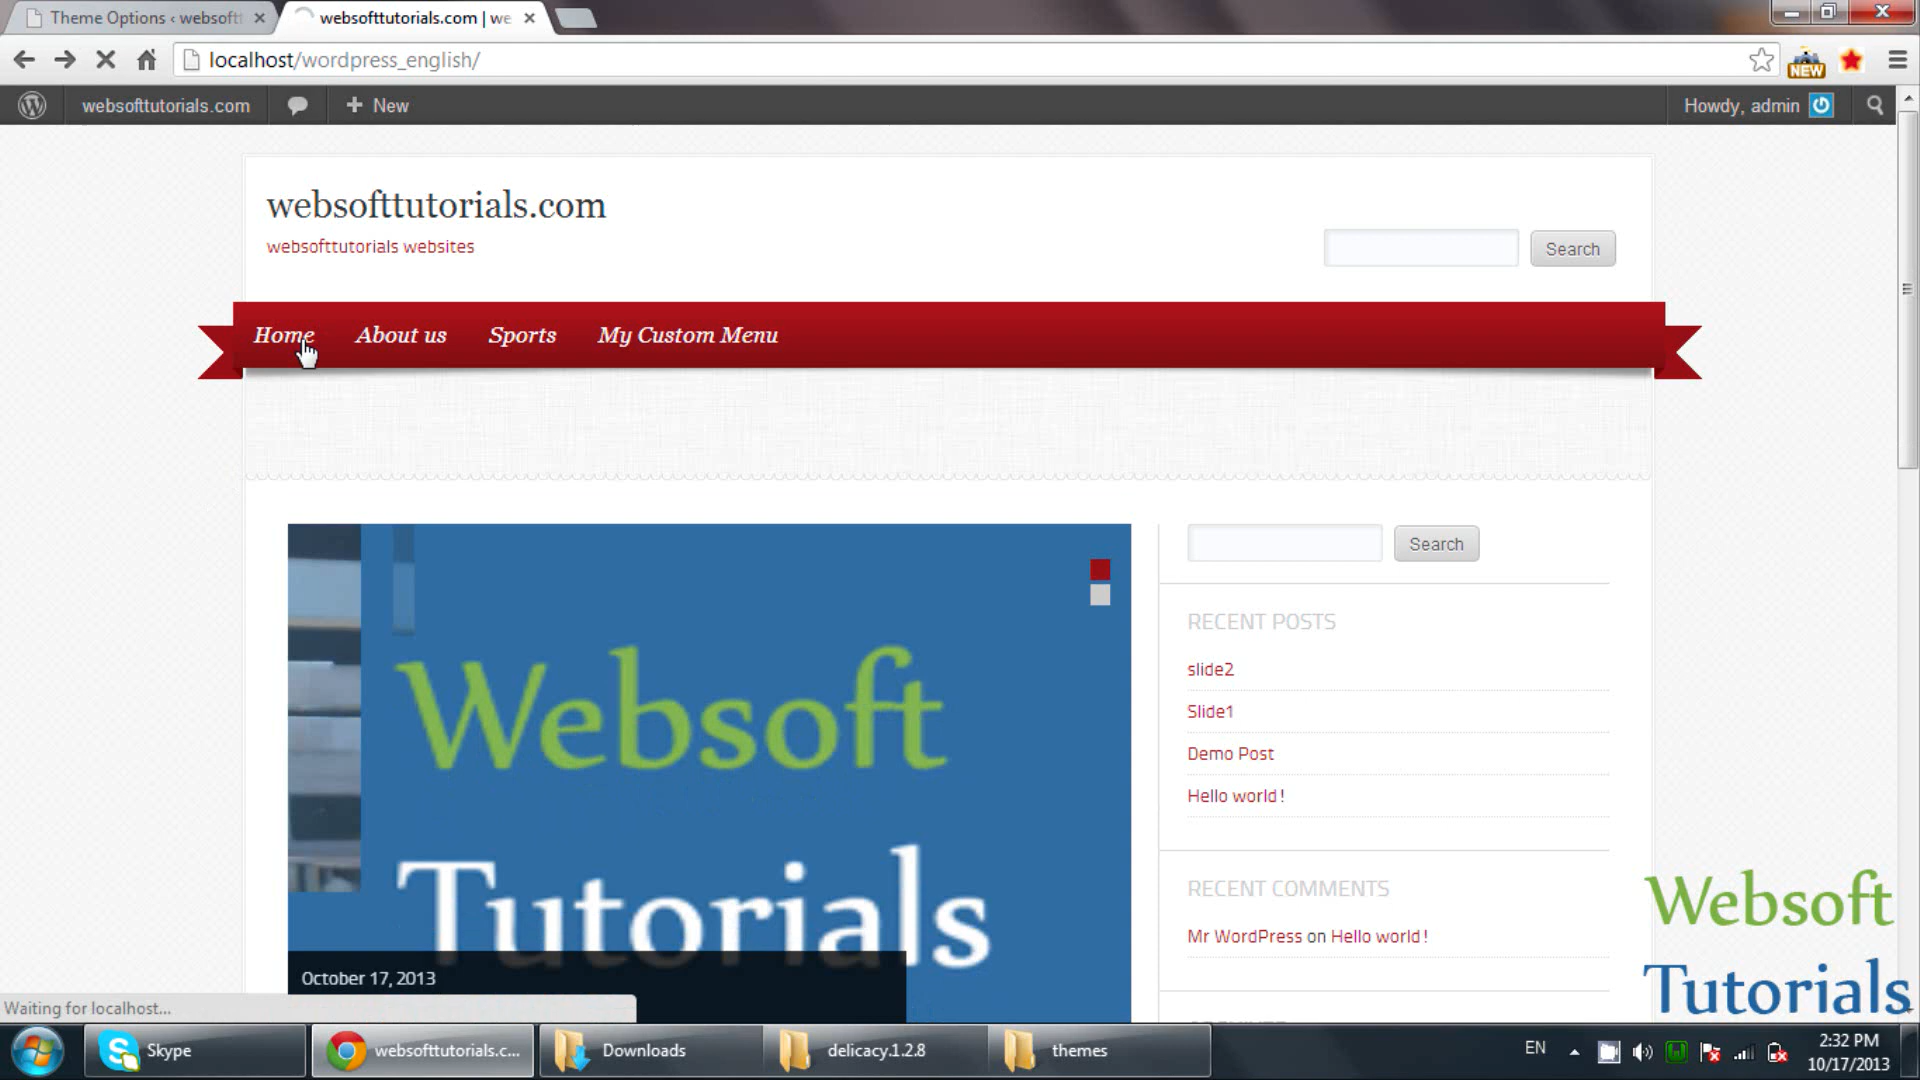 Theme Options ‹ websoft
websofttutorials.com | we
localhost/wordpress_english/
NEW
websofttutorials.com
+ New
Howdy, admin
websofttutorials.com
websofttutorials websites
Search
Home
About us
Sports
My Custom Menu
Websoft
Tutorials
October 17, 2013
Search
RECENT POSTS
slide2
Slide1
Demo Post
Hello world!
RECENT COMMENTS
Mr WordPress on Hello world!
Websoft
Tutorials
Waiting for localhost...
Skype
websofttutorials.c...
Downloads
delicacy.1.2.8
themes
EN
2:32 PM
10/17/2013